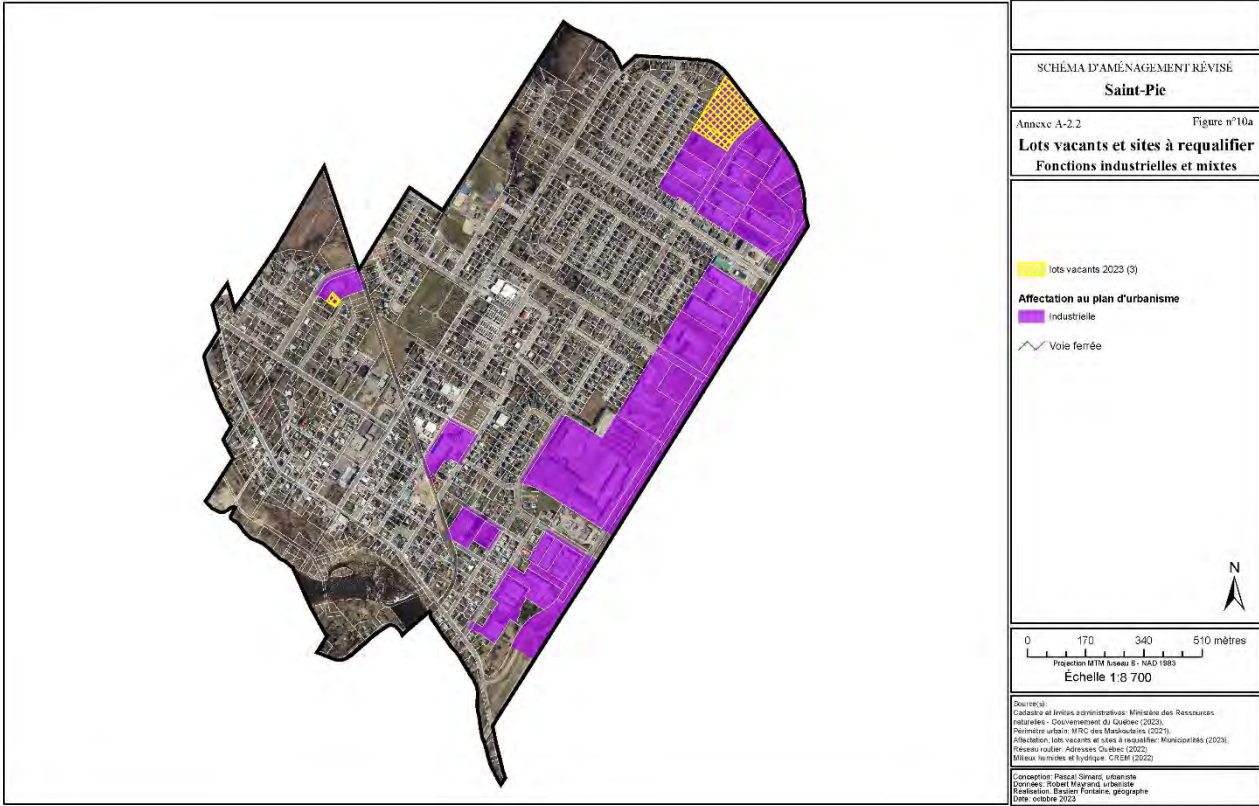 SCHÉMA D'AMÉNAGEMENT RÉVISÉ
Saint-Pie
Annexe A-2.2 Figure n°10a
Lots vacants et sites à requalifier
Fonctions industrielles et mixtes
lots vacants 2023 (3)
Affectation au plan d'urbanisme
Industrielle
Voie ferrée
N
0 170 340 510 mètres
Projection MTM fuseau 8 - NAD 1983
Échelle 1:8 700
Source(s):
Cadastre et limites administratives: Ministère des Ressources
naturelles - Gouvernement du Québec (2023),
Périmètre urbain: MRC des Maskoutains (2021),
Affectation, lots vacants et sites à requalifier: Municipalités (2023),
Réseau routier: Adresses Québec (2022)
Milieux humides et hydrique: CREM (2022)
Conception: Pascal Simard, urbaniste
Données: Robert Mayrand, urbaniste
Réalisation: Bastien Fontaine, géographe
Date: octobre 2023